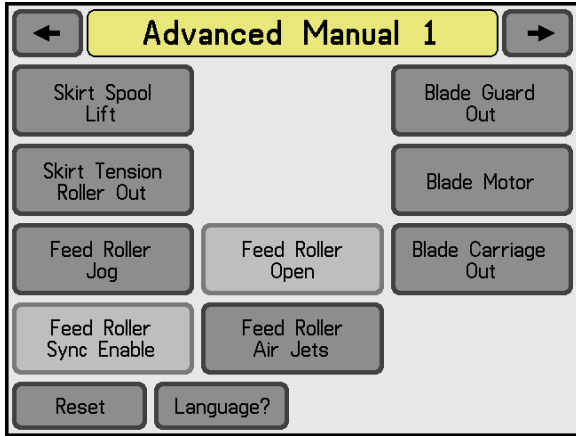 Advanced Manual 1
Skirt Spool
Lift
Blade Guard
Out
Skirt Tension
Roller Out
Blade Motor
Feed Roller
Jog
Feed Roller
Open
Blade Carriage
Out
Feed Roller
Sync Enable
Feed Roller
Air Jets
Reset
Language?